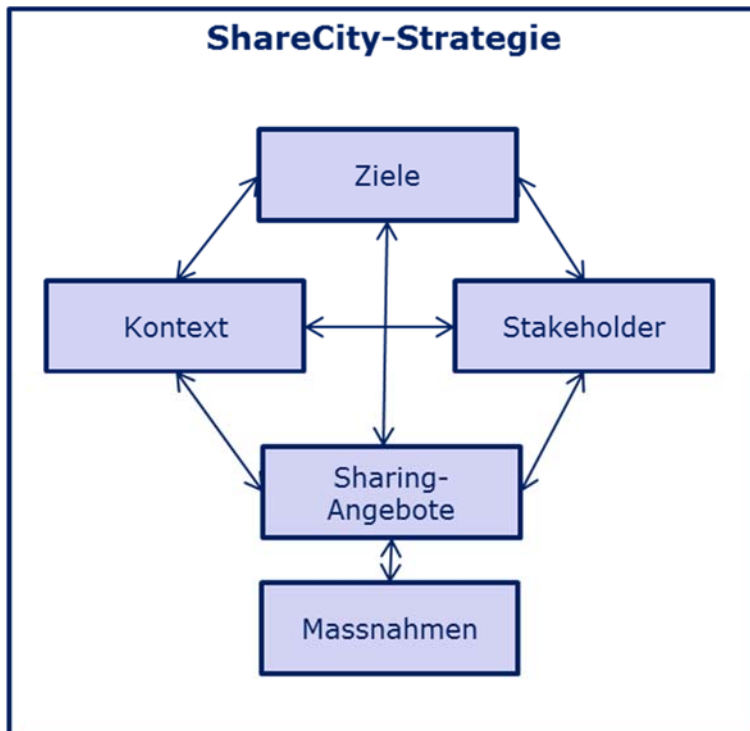 ShareCity-Strategie
Ziele
Kontext
Stakeholder
Sharing-
Angebote
Massnahmen